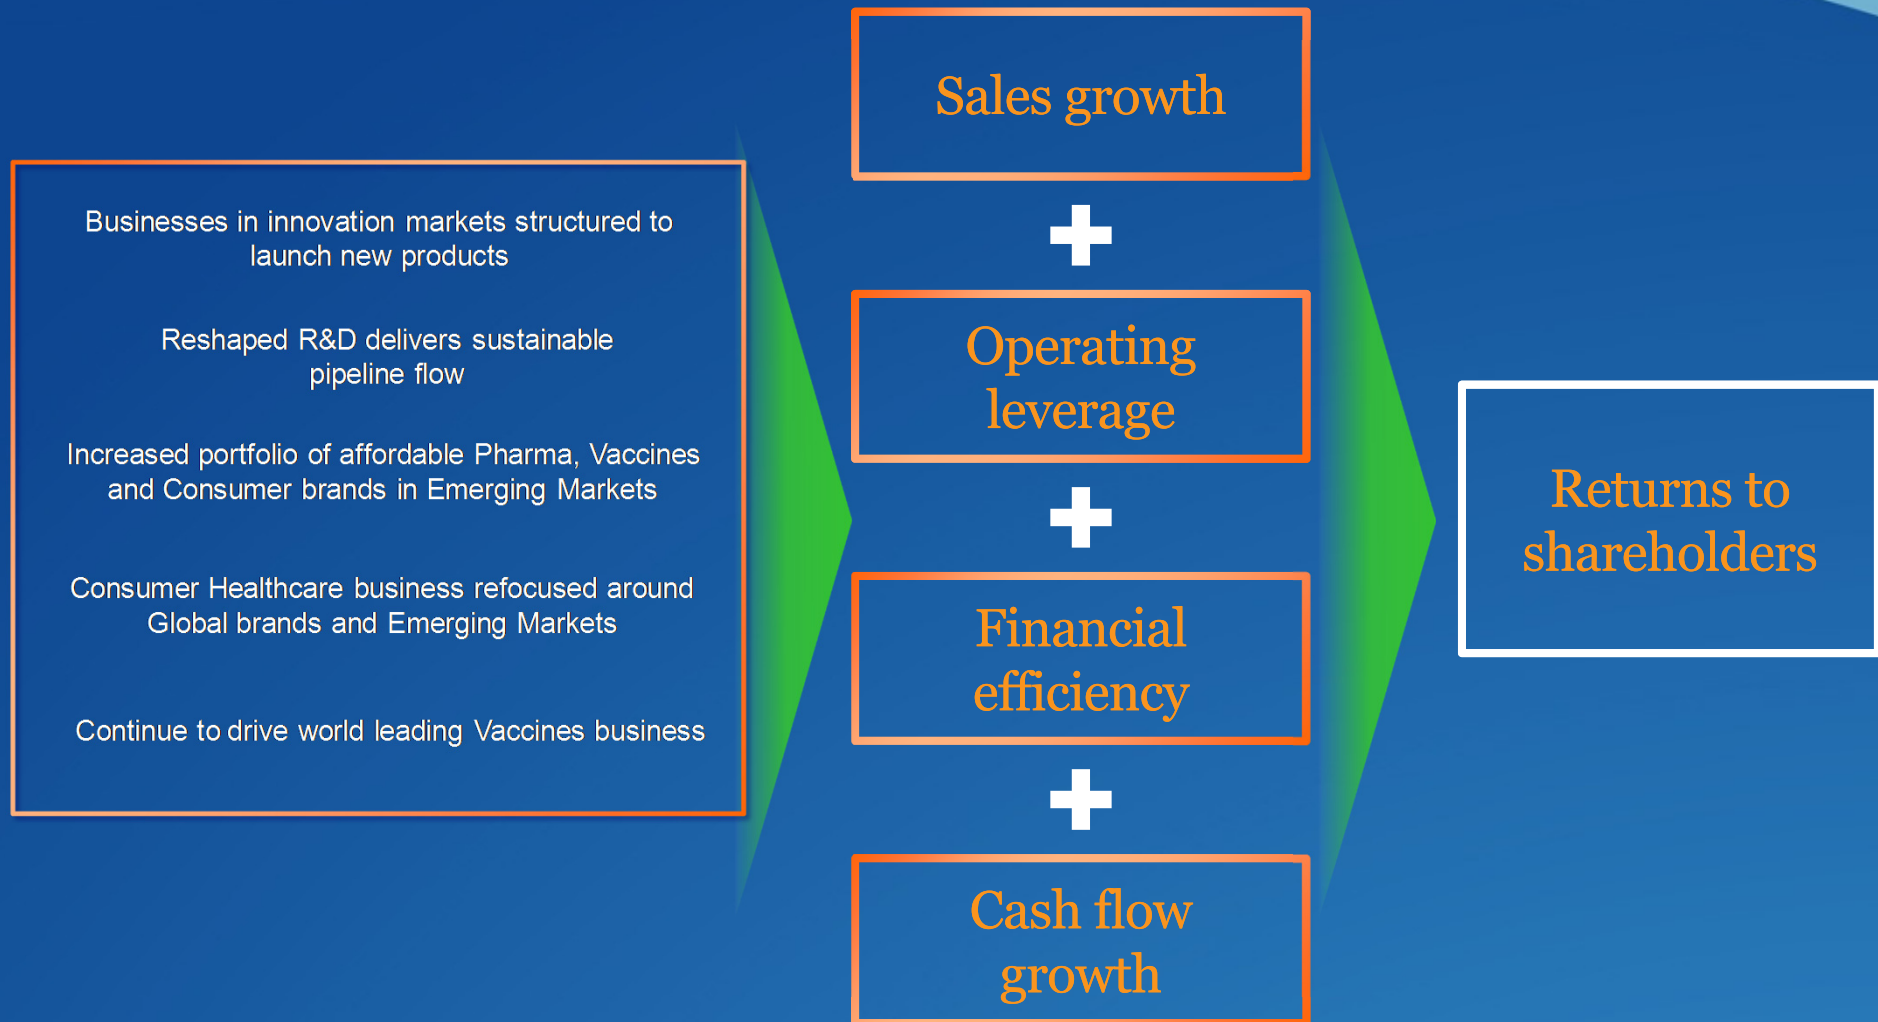 Businesses in innovation markets structured to
launch new products
Reshaped R&D delivers sustainable
pipeline flow
Increased portfolio of affordable Pharma, Vaccines
and Consumer brands in Emerging Markets
Consumer Healthcare business refocused around
Global brands and Emerging Markets
Continue to drive world leading Vaccines business
Sales growth
+
Operating
leverage
+
Financial
efficiency
+
Cash flow
growth
Returns to
shareholders